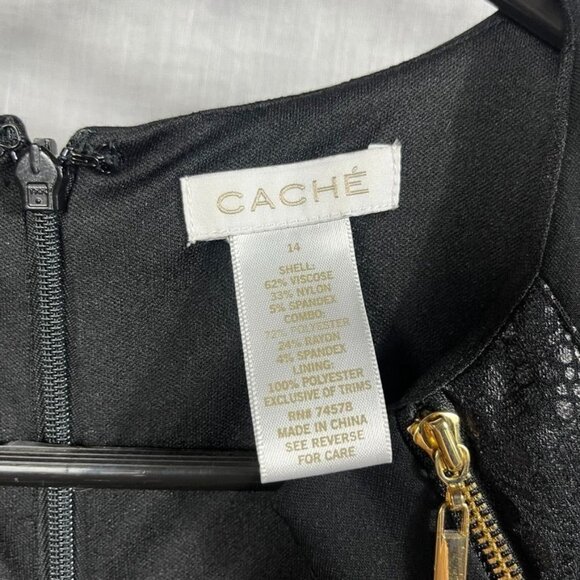 CACHÉ
14
SHELL:
62% VISCOSE
33% NYLON
5% SPANDEX
COMBO:
72% POLYESTER
24% RAYON
4% SPANDEX
LINING:
100% POLYESTER
EXCLUSIVE OF TRIMS
RN# 74578
MADE IN CHINA
SEE REVERSE
FOR CARE